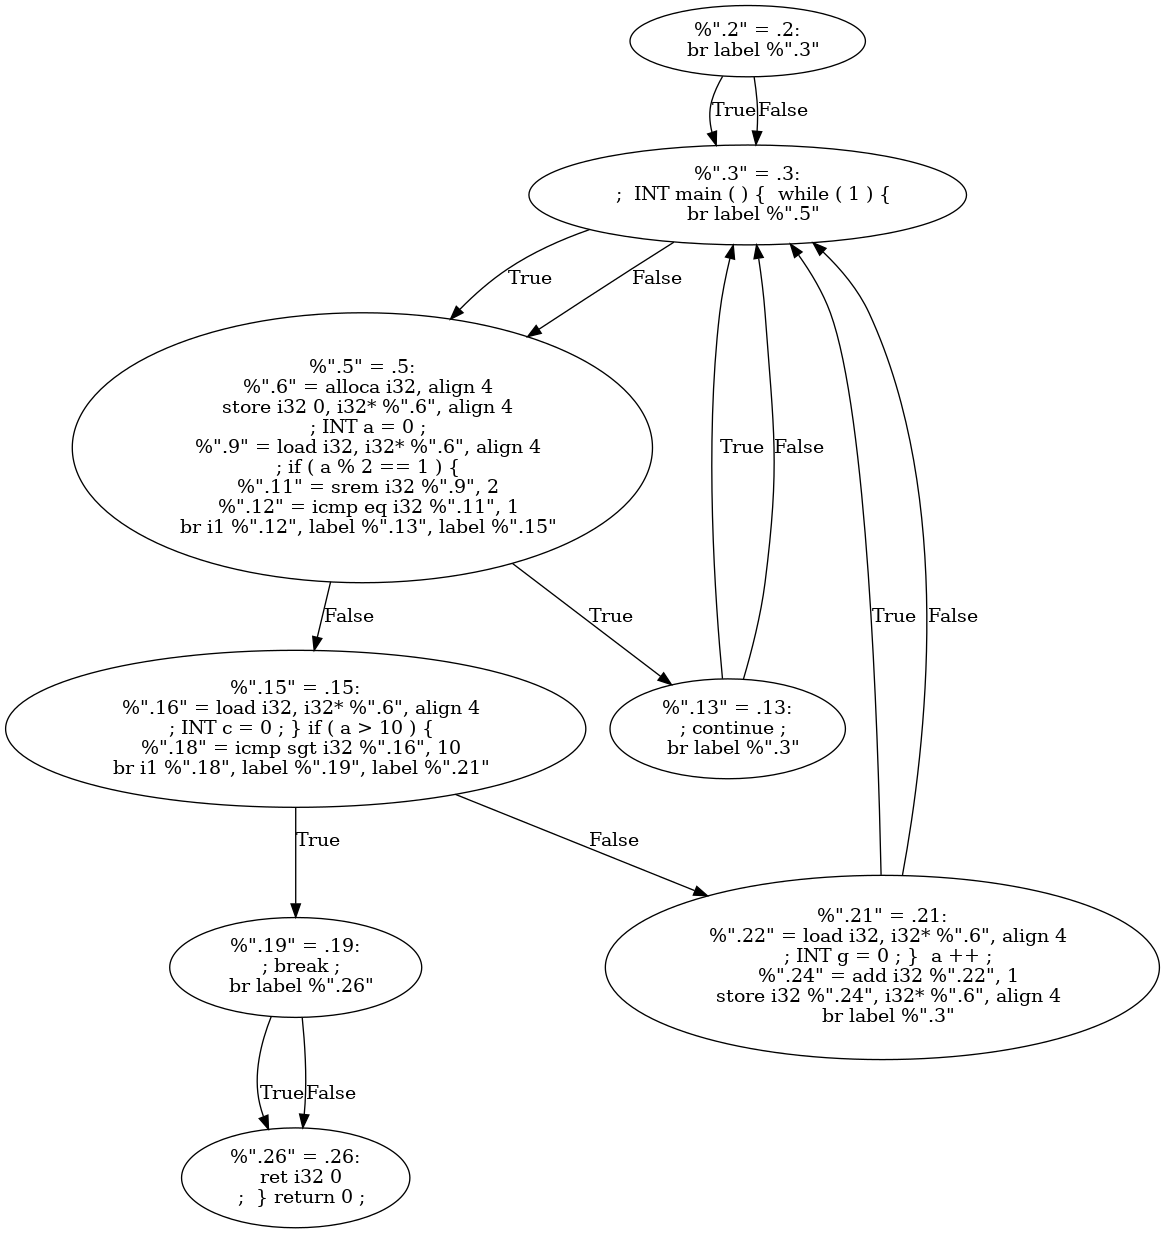 %".2" = .2:
br label %".3"
True
False
%".3" = .3:
;  INT main ( ) {  while ( 1 ) {
br label %".5"
True
False
%".5" = .5:
%".6" = alloca i32, align 4
store i32 0, i32* %".6", align 4
; INT a = 0 ;
%".9" = load i32, i32* %".6", align 4
; if ( a % 2 == 1 ) {
%".11" = srem i32 %".9", 2
%".12" = icmp eq i32 %".11", 1
br i1 %".12", label %".13", label %".15"
True
False
False
True
True
False
%".15" = .15:
%".16" = load i32, i32* %".6", align 4
; INT c = 0 ; } if ( a > 10 ) {
%".18" = icmp sgt i32 %".16", 10
br i1 %".18", label %".19", label %".21"
%".13" = .13:
; continue ;
br label %".3"
True
False
%".19" = .19:
; break ;
br label %".26"
%".21" = .21:
%".22" = load i32, i32* %".6", align 4
; INT g = 0 ; }  a ++ ;
%".24" = add i32 %".22", 1
store i32 %".24", i32* %".6", align 4
br label %".3"
True
False
%".26" = .26:
ret i32 0
;  } return 0 ;